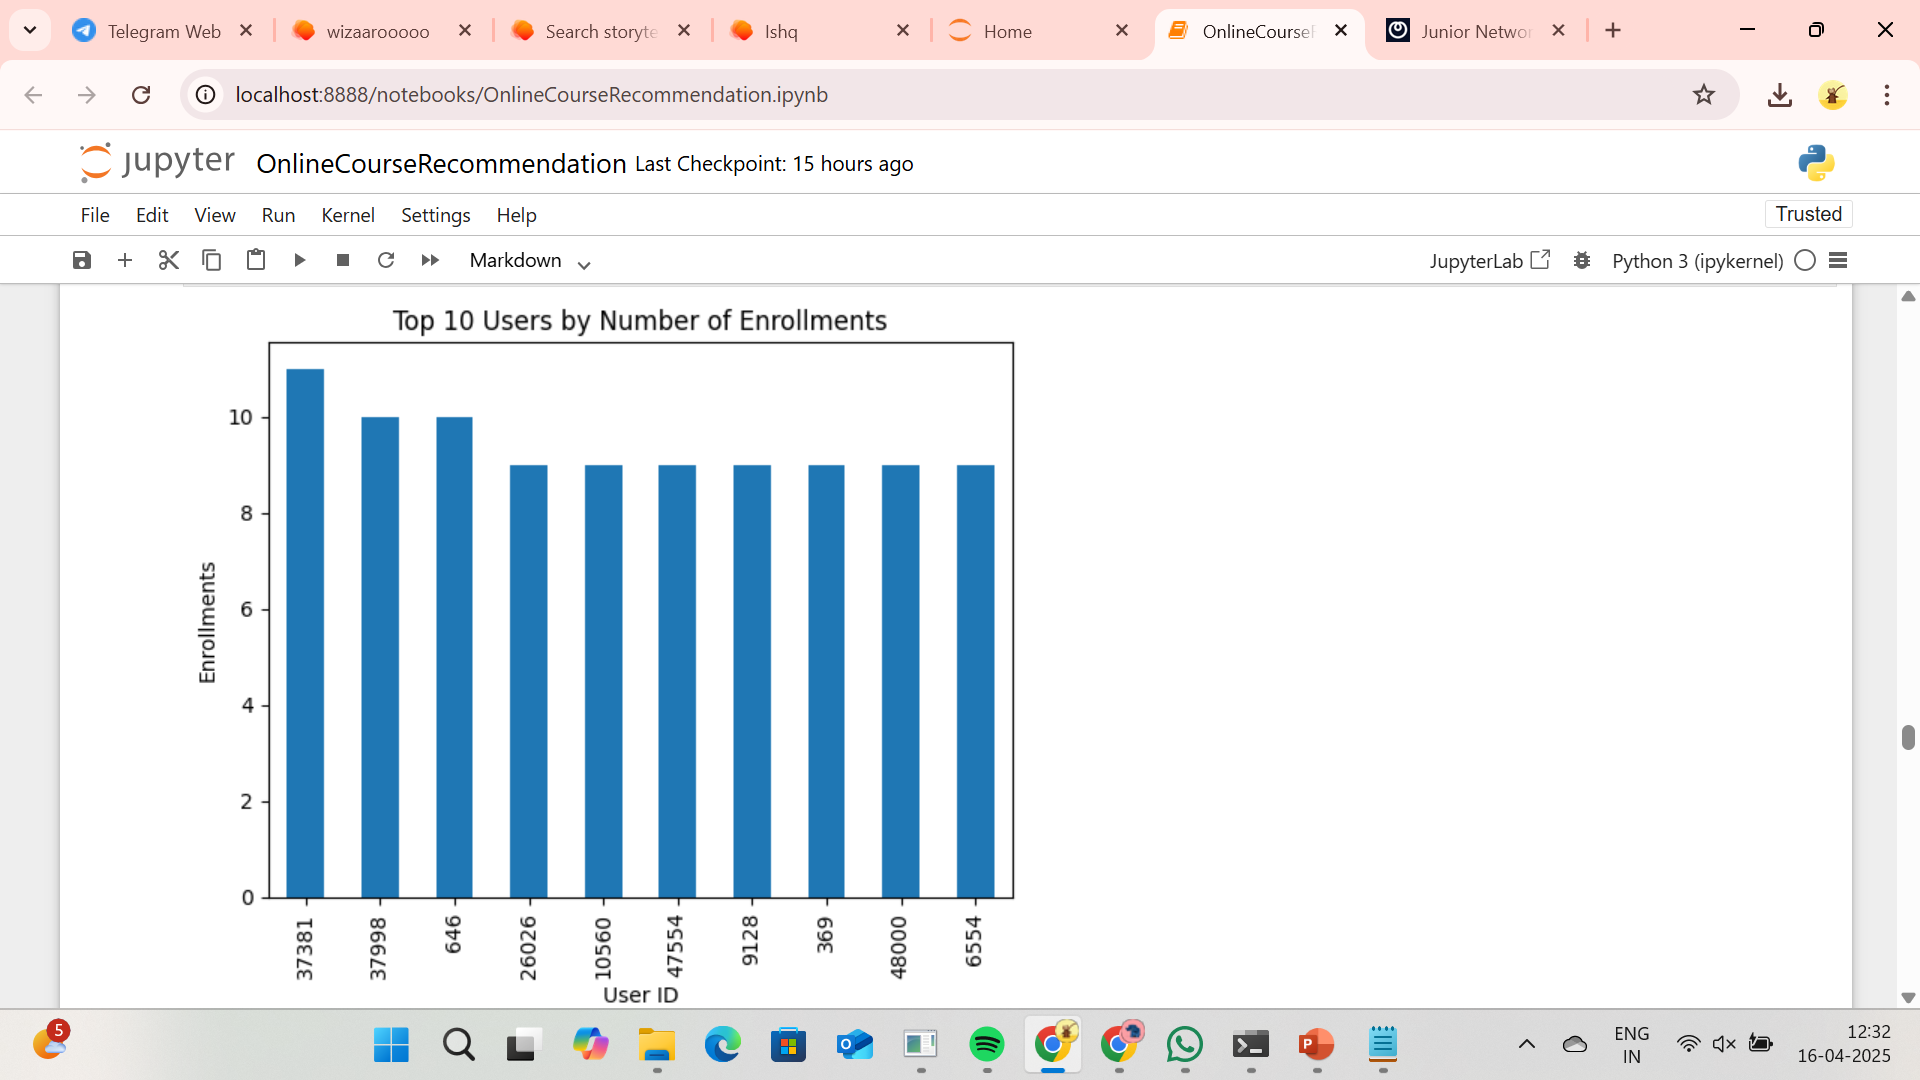 Telegram Web
wizaarooooo
Search storyte
Ishq
Home
OnlineCourseR
Junior Networ
localhost:8888/notebooks/OnlineCourseRecommendation.ipynb
jupyter OnlineCourseRecommendation Last Checkpoint: 15 hours ago
File Edit View Run Kernel Settings Help
Trusted
Markdown
JupyterLab
Python 3 (ipykernel)
Top 10 Users by Number of Enrollments
10
8
6
4
2
0
Enrollments
37381
37998
646
26026
10560
47554
9128
369
48000
6554
User ID
5
ENG
IN
12:32
16-04-2025